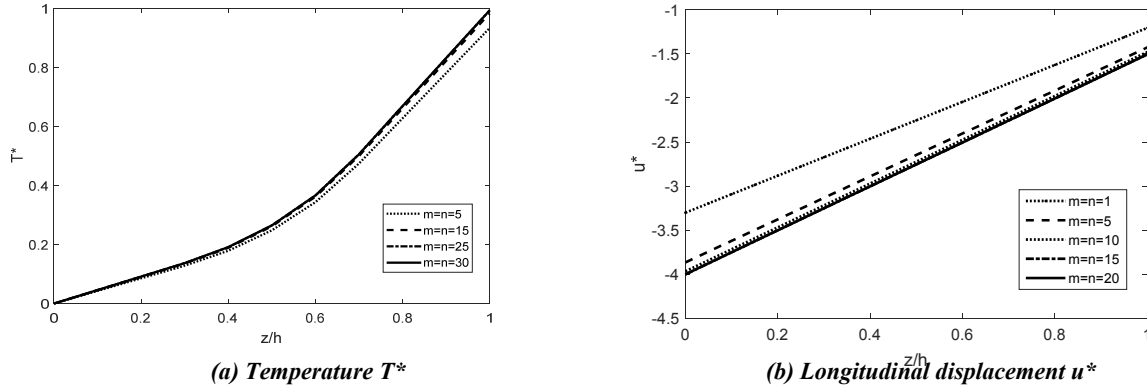 1
0.8
0.6
0.4
0.2
0
T*
0 0.2 0.4 0.6 0.8 1
z/h
m=n=5
m=n=15
m=n=25
m=n=30
(a) Temperature T*
-1
-1.5
-2
-2.5
-3
-3.5
-4
-4.5
u*
0 0.2 0.4 0.6 0.8 1
z/h
m=n=1
m=n=5
m=n=10
m=n=15
m=n=20
(b) Longitudinal displacement u*